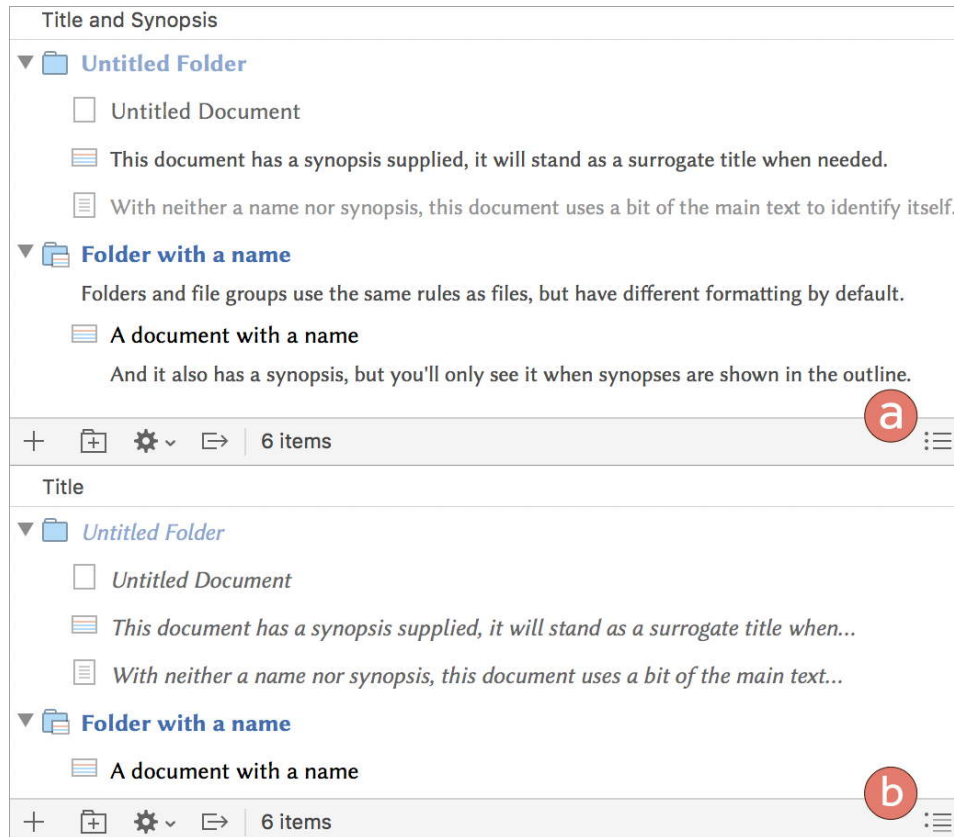 Title and Synopsis
Untitled Folder
Untitled Document
This document has a synopsis supplied, it will stand as a surrogate title when needed.
With neither a name nor synopsis, this document uses a bit of the main text to identify itself.
Folder with a name
Folders and file groups use the same rules as files, but have different formatting by default.
A document with a name
And it also has a synopsis, but you'll only see it when synopses are shown in the outline.
a
6 items
Title
Untitled Folder
Untitled Document
This document has a synopsis supplied, it will stand as a surrogate title when...
With neither a name nor synopsis, this document uses a bit of the main text...
Folder with a name
A document with a name
b
6 items